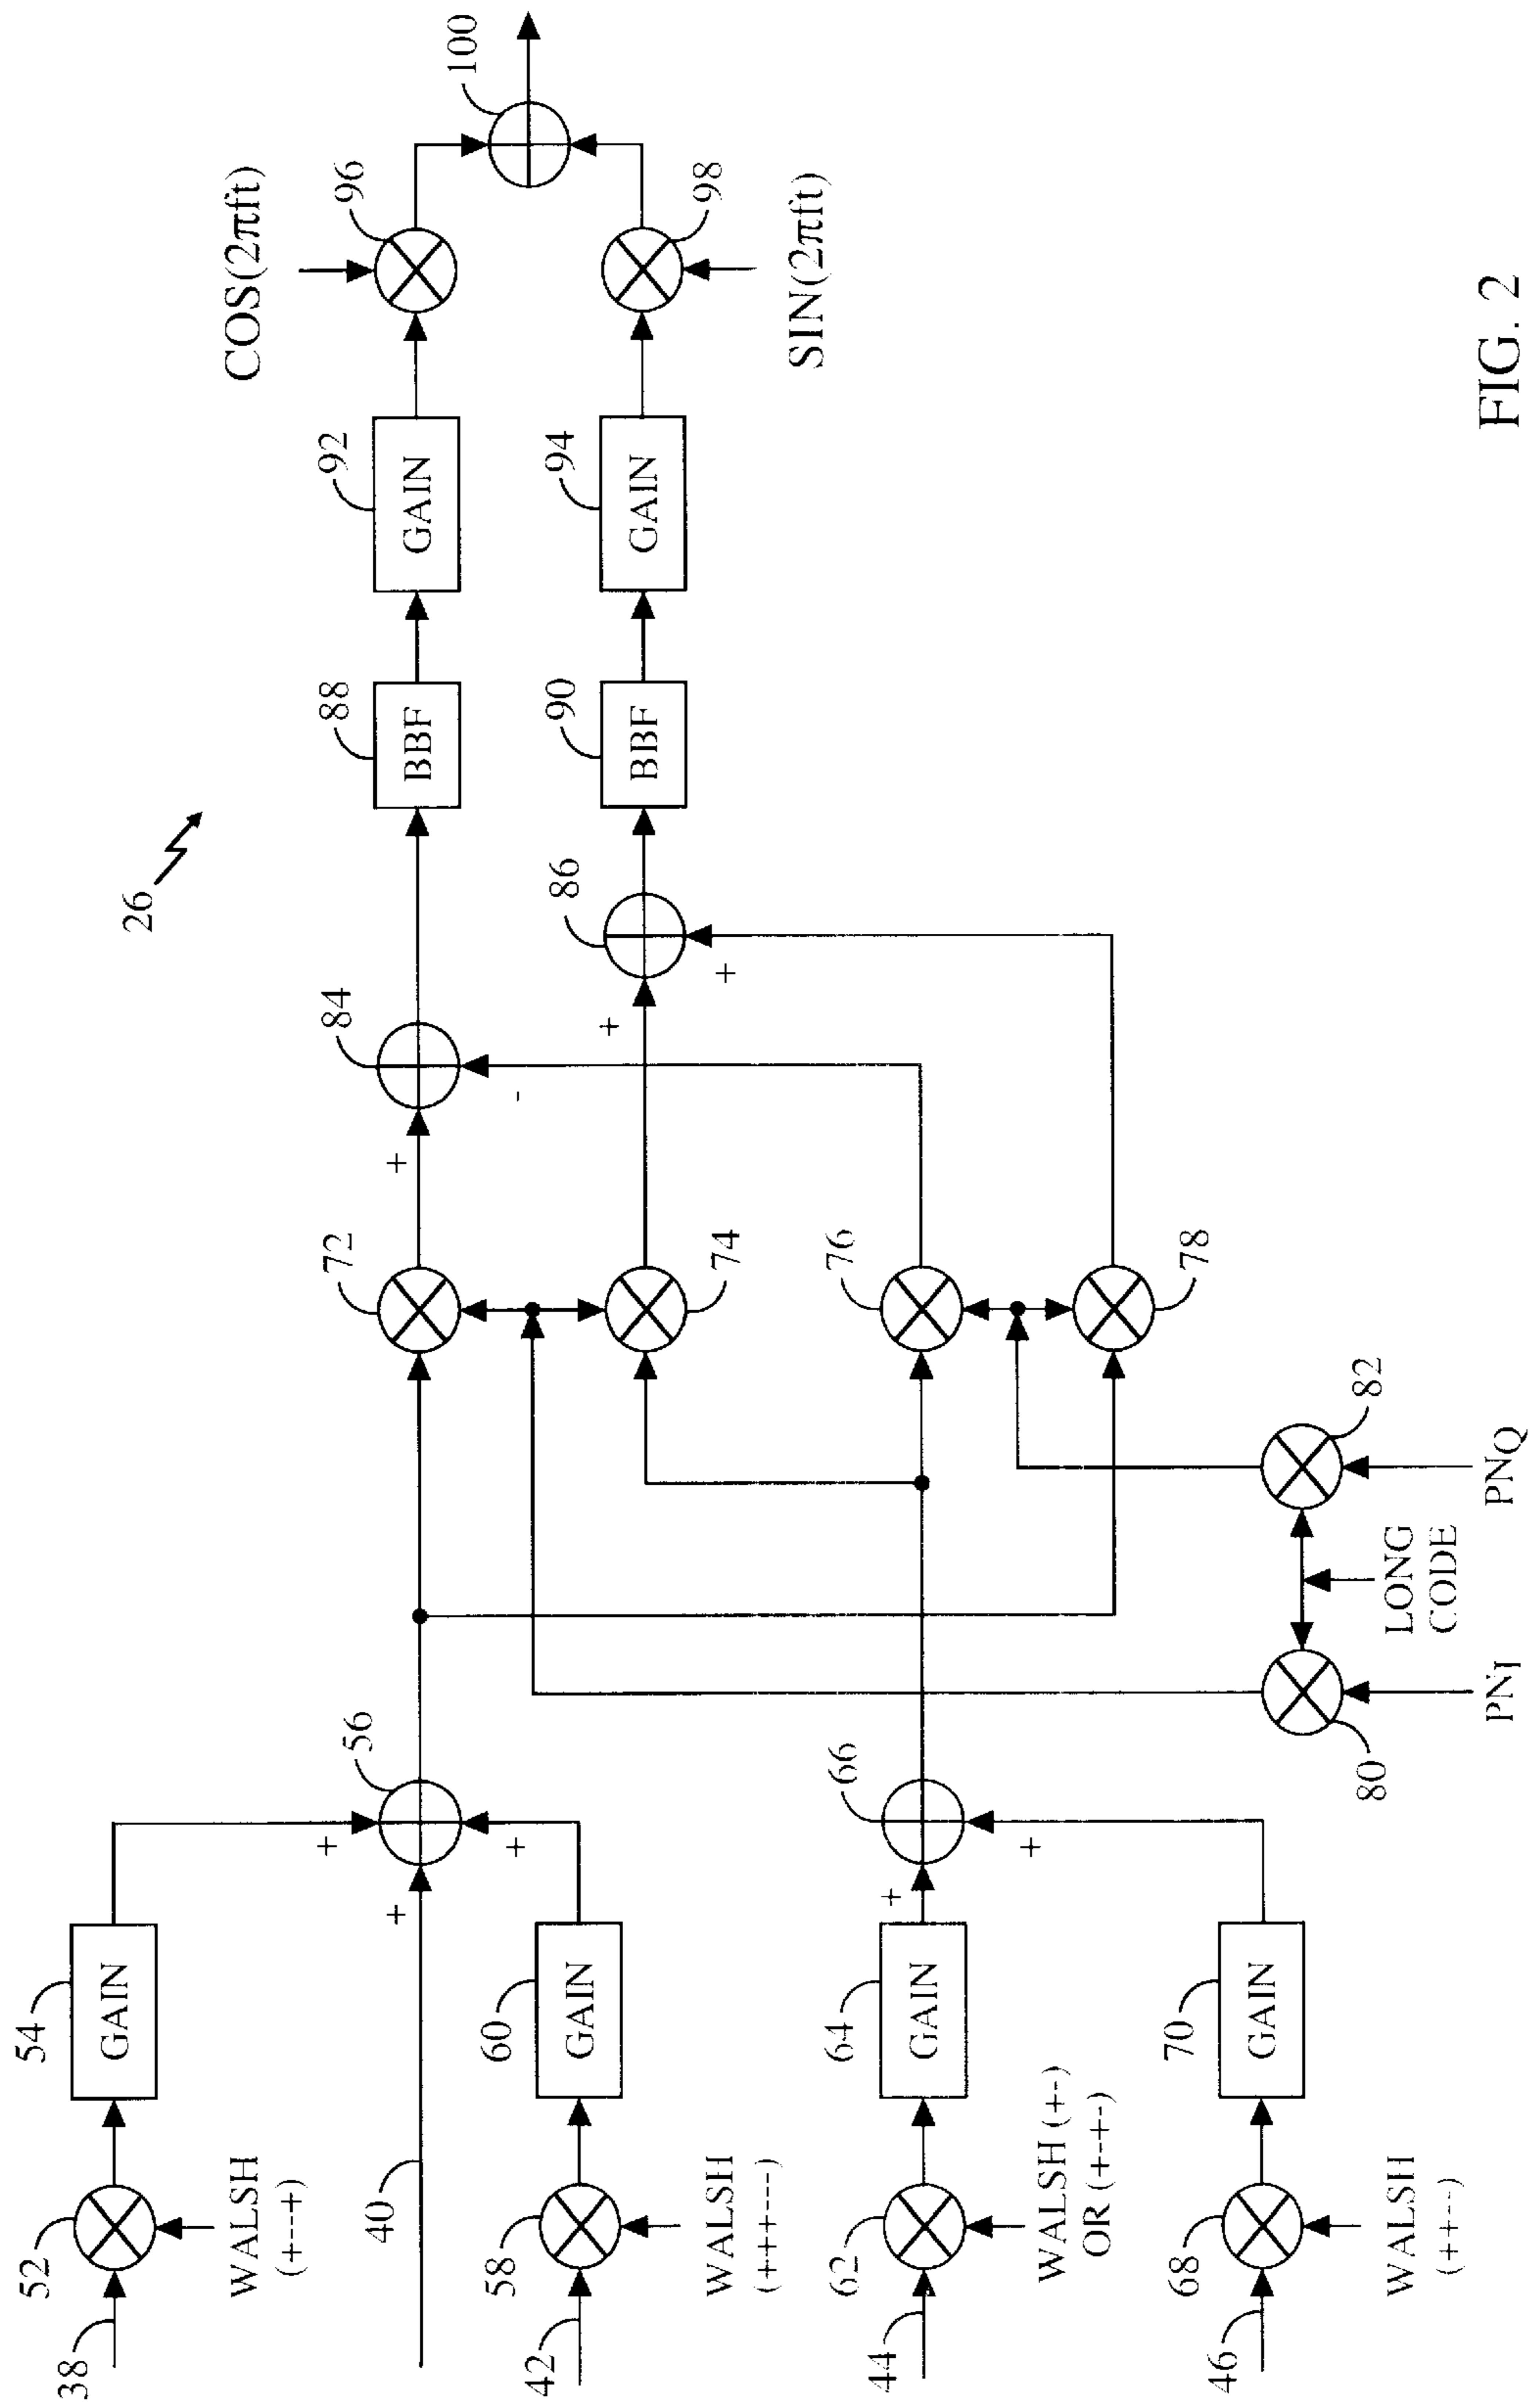 26
38
52
WALSH
(+--+)
54
GAIN
40
56
42
58
WALSH
(++++----)
60
GAIN
44
62
WALSH (+-)
OR (+-+-)
64
GAIN
66
46
68
WALSH
(++--)
70
GAIN
+
+
+
+
+
80
82
PN_I
LONG
CODE
PN_Q
72
74
76
78
+
-
84
+
+
86
88
BBF
90
BBF
92
GAIN
94
GAIN
COS(2πft)
96
98
SIN(2πft)
100
FIG. 2